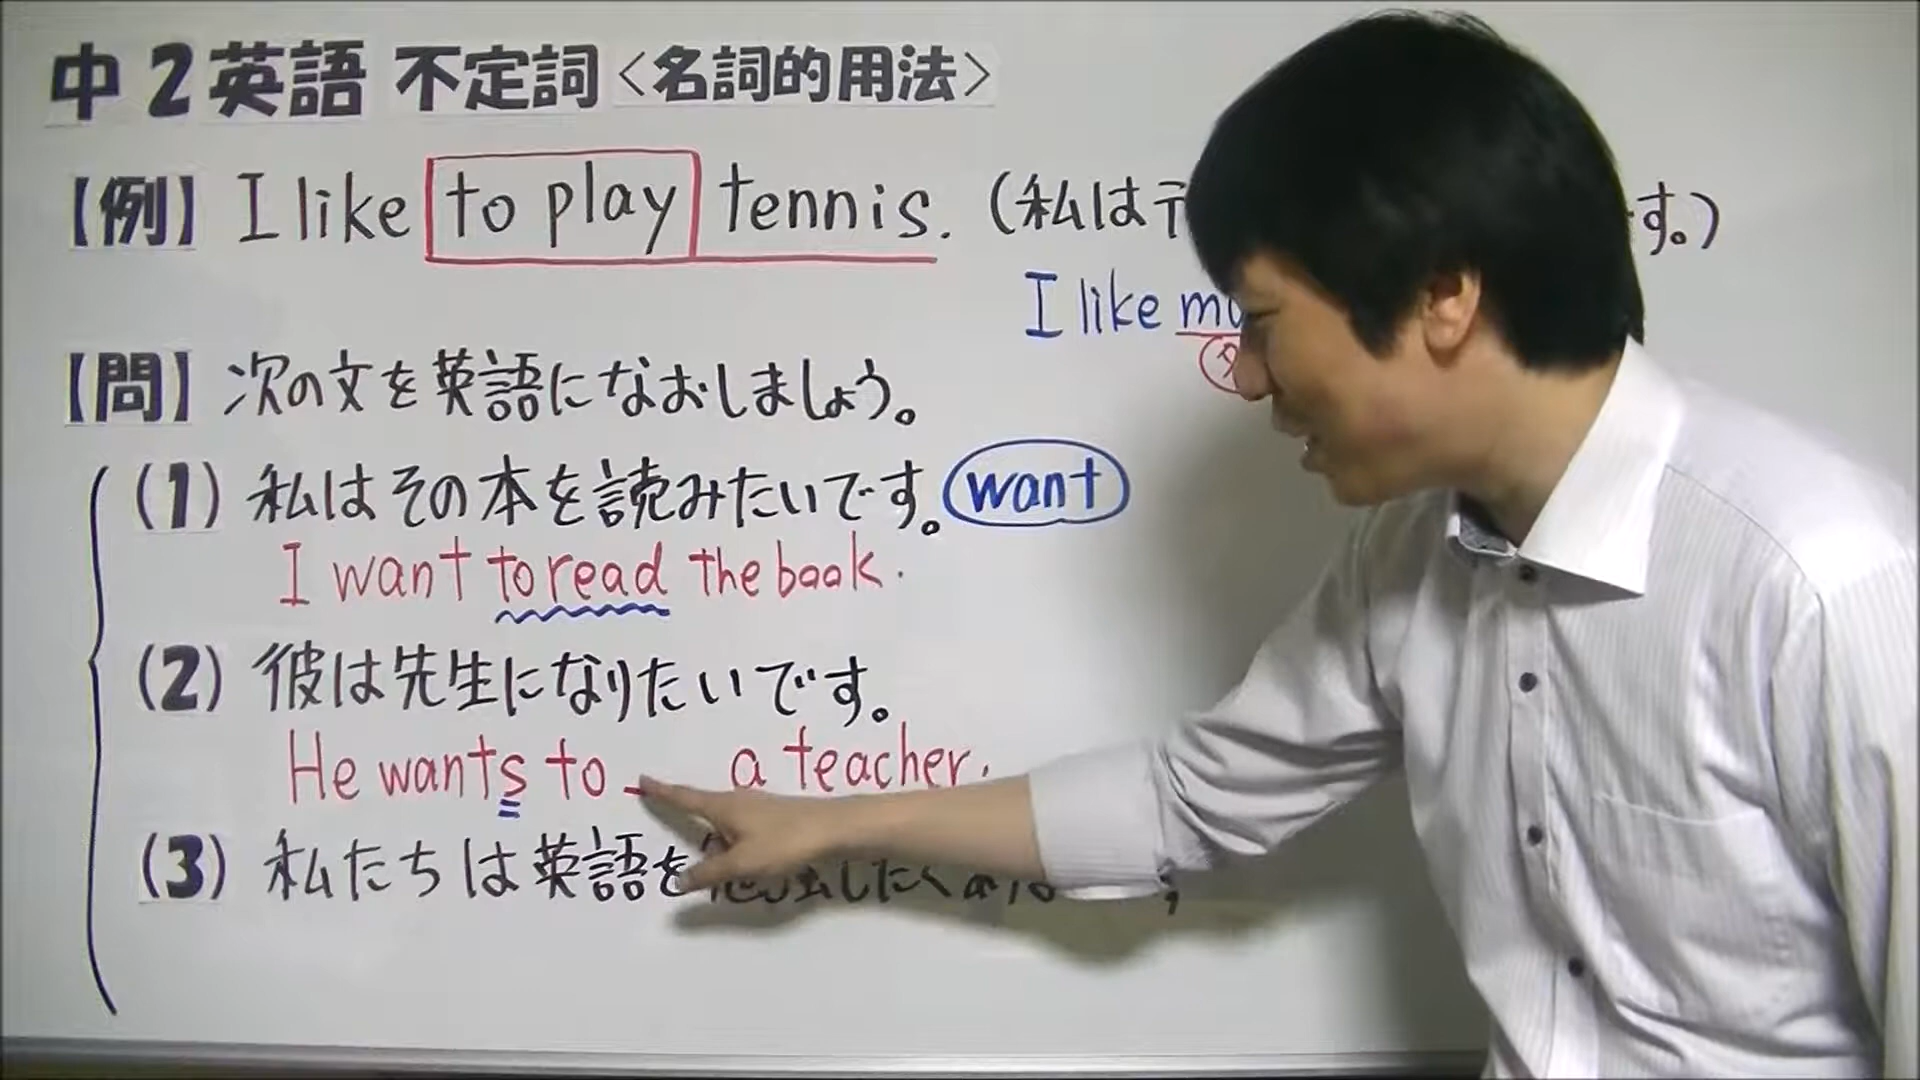 中2英語 不定詞<名詞的用法>
【例】 I like to play tennis. (私はテ す。)
I like
【問】 次の文を英語になおしましょう。
(1) 私はその本を読みたいです。 want
I want to read the book.
(2) 彼は先生になりたいです。
He wants to _ a teacher.
(3) 私たちは英語を